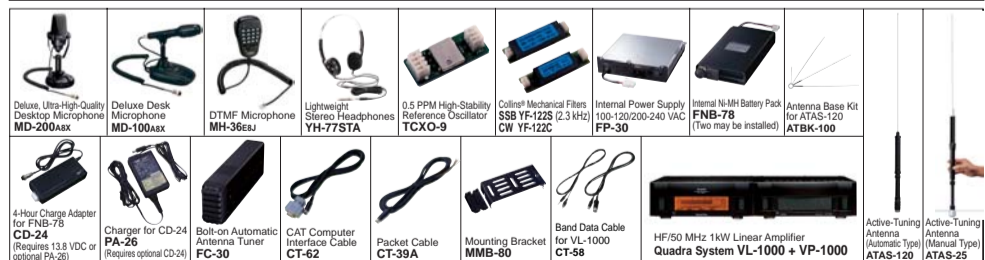 Deluxe, Ultra-High-Quality
Desktop Microphone
MD-200A8X
Deluxe Desk
Microphone
MD-100A8X
DTMF Microphone
MH-36E8J
Lightweight
Stereo Headphones
YH-77STA
0.5 PPM High-Stability
Reference Oscillator
TCXO-9
Collins® Mechanical Filters
SSB YF-122S (2.3 kHz)
CW YF-122C
Internal Power Supply
100-120/200-240 VAC
FP-30
Internal Ni-MH Battery Pack
FNB-78
(Two may be installed)
Antenna Base Kit
for ATAS-120
ATBK-100
4-Hour Charge Adapter
for FNB-78
CD-24
(Requires 13.8 VDC or
optional PA-26)
Charger for CD-24
PA-26
(Requires optional CD-24)
Bolt-on Automatic
Antenna Tuner
FC-30
CAT Computer
Interface Cable
CT-62
Packet Cable
CT-39A
Mounting Bracket
MMB-80
Band Data Cable
for VL-1000
CT-58
HF/50 MHz 1kW Linear Amplifier
Quadra System VL-1000 + VP-1000
Active-Tuning
Antenna
(Automatic Type)
ATAS-120
Active-Tuning
Antenna
(Manual Type)
ATAS-25